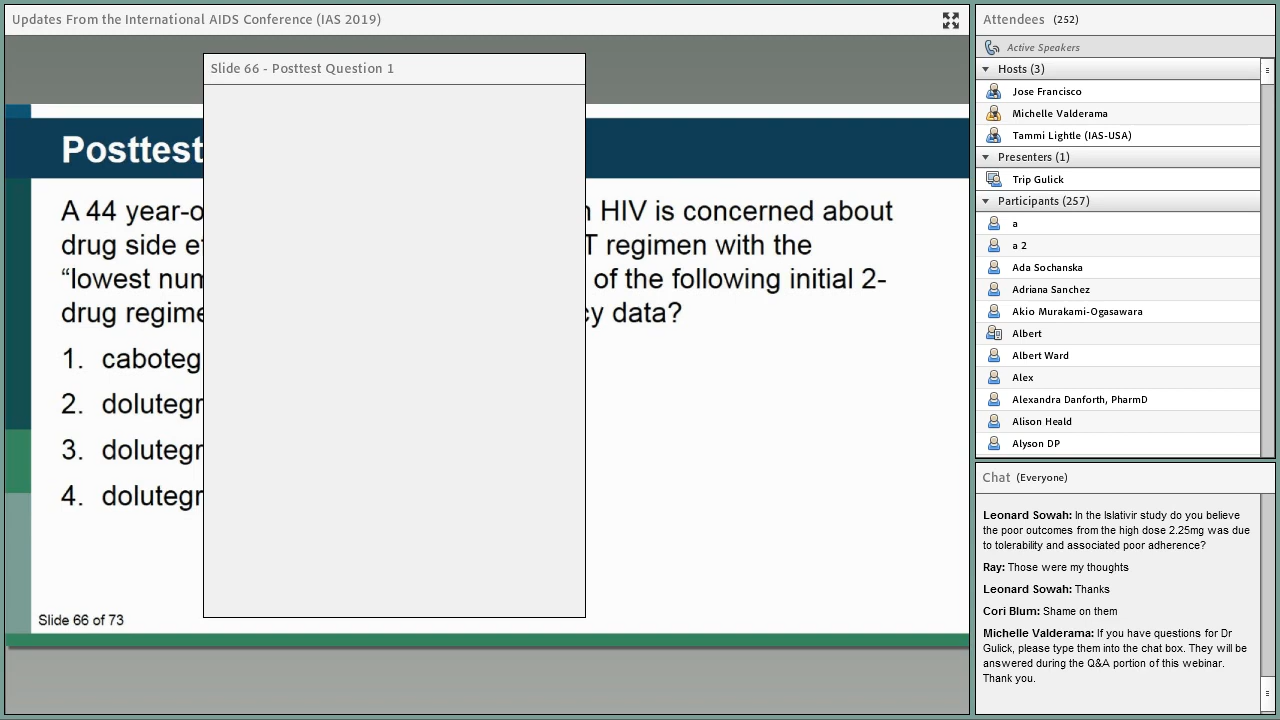 Updates From the International AIDS Conference (IAS 2019)
Slide 66 - Posttest Question 1
Posttest
A 44 year-o HIV is concerned about
drug side T regimen with the
“lowest num of the following initial 2-
drug regime cy data?
1. caboteg
2. dolutegr
3. dolutegr
4. dolutegr
Slide 66 of 73
Attendees (252)
Active Speakers
Hosts (3)
Jose Francisco
Michelle Valderama
Tammi Lightle (IAS-USA)
Presenters (1)
Trip Gulick
Participants (257)
a
a 2
Ada Sochanska
Adriana Sanchez
Akio Murakami-Ogasawara
Albert
Albert Ward
Alex
Alexandra Danforth, PharmD
Alison Heald
Alyson DP
Chat (Everyone)
Leonard Sowah: In the Islativir study do you believe
the poor outcomes from the high dose 2.25mg was due
to tolerability and associated poor adherence?
Ray: Those were my thoughts
Leonard Sowah: Thanks
Cori Blum: Shame on them
Michelle Valderama: If you have questions for Dr
Gulick, please type them into the chat box. They will be
answered during the Q&A portion of this webinar.
Thank you.